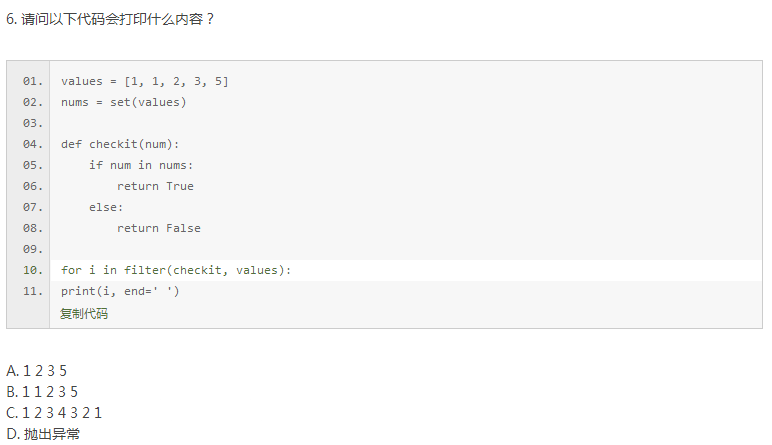 6. 请问以下代码会打印什么内容？
01. values = [1, 1, 2, 3, 5]
02. nums = set(values)
03.
04. def checkit(num):
05.     if num in nums:
06.         return True
07.     else:
08.         return False
09.
10. for i in filter(checkit, values):
11. print(i, end=' ')
复制代码
A. 1 2 3 5
B. 1 1 2 3 5
C. 1 2 3 4 3 2 1
D. 抛出异常